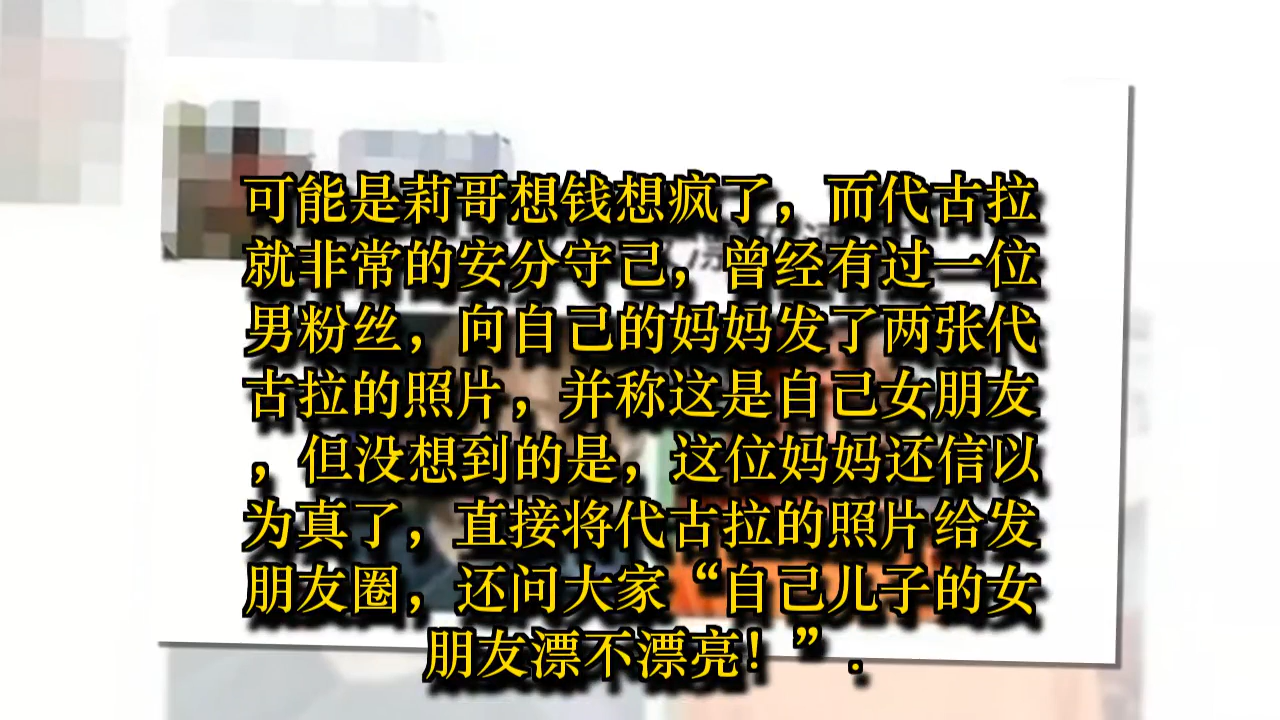 可能是莉哥想钱想疯了，而代古拉
就非常的安分守己，曾经有过一位
男粉丝，向自己的妈妈发了两张代
古拉的照片，并称这是自己女朋友
，但没想到的是，这位妈妈还信以
为真了，直接将代古拉的照片给发
朋友圈，还问大家“自己儿子的女
朋友漂不漂亮！”.